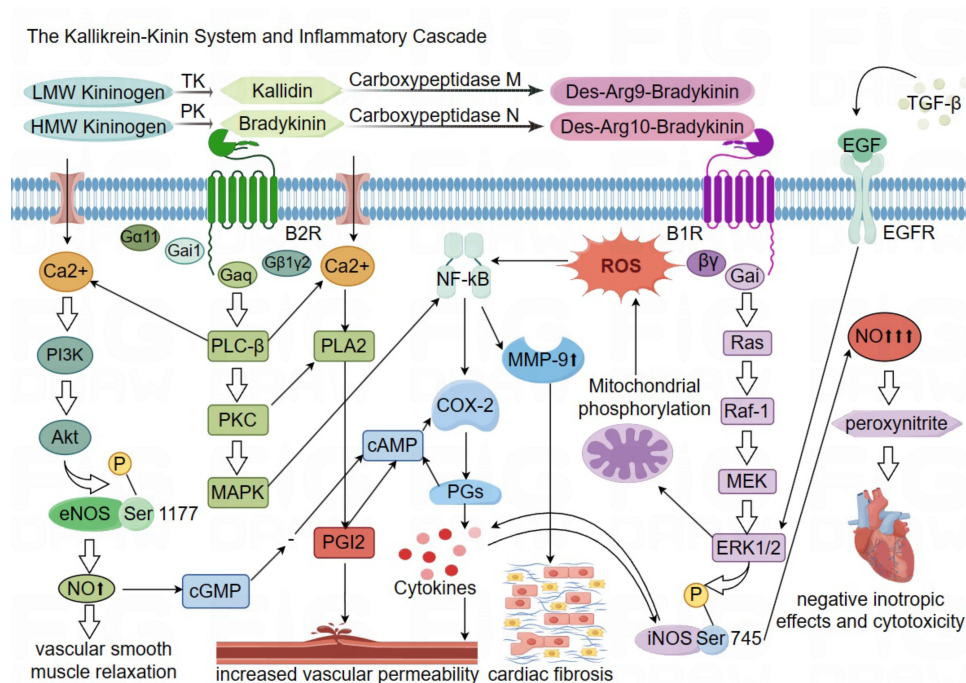 The Kallikrein-Kinin System and Inflammatory Cascade
LMW Kininogen
TK
Kallidin
Carboxypeptidase M
Des-Arg9-Bradykinin
HMW Kininogen
PK
Bradykinin
Carboxypeptidase N
Des-Arg10-Bradykinin
TGF-β
EGF
EGFR
Gα11
Gai1
Gaq
B2R
Gβ1γ2
Ca2+
Ca2+
NF-kB
ROS
B1R
βγ
Gai
PI3K
PLC-β
PLA2
MMP-9⬆
Mitochondrial
phosphorylation
Ras
NO⬆⬆⬆
Akt
PKC
COX-2
Raf-1
peroxynitrite
P
MAPK
cAMP
PGs
MEK
eNOS
Ser 1177
-
PGI2
ERK1/2
NO⬆
cGMP
Cytokines
P
iNOS
Ser 745
negative inotropic
effects and cytotoxicity
vascular smooth
muscle relaxation
increased vascular permeability
cardiac fibrosis